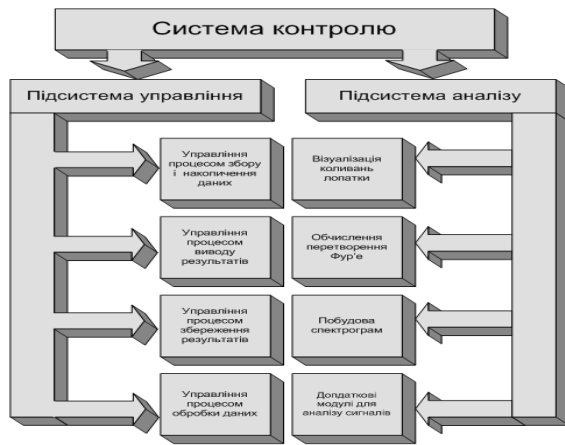 Система контролю
Підсистема управління
Підсистема аналізу
Управління
процесом збору
і накопичення
даних
Візуалізація
коливань
лопатки
Управління
процесом
виводу
результатів
Обчислення
перетворення
Фур'е
Управління
процесом
збереження
результатів
Побудова
спектрограм
Управління
процесом
обробки даних
Допдаткові
модулі для
аналізу сигналів